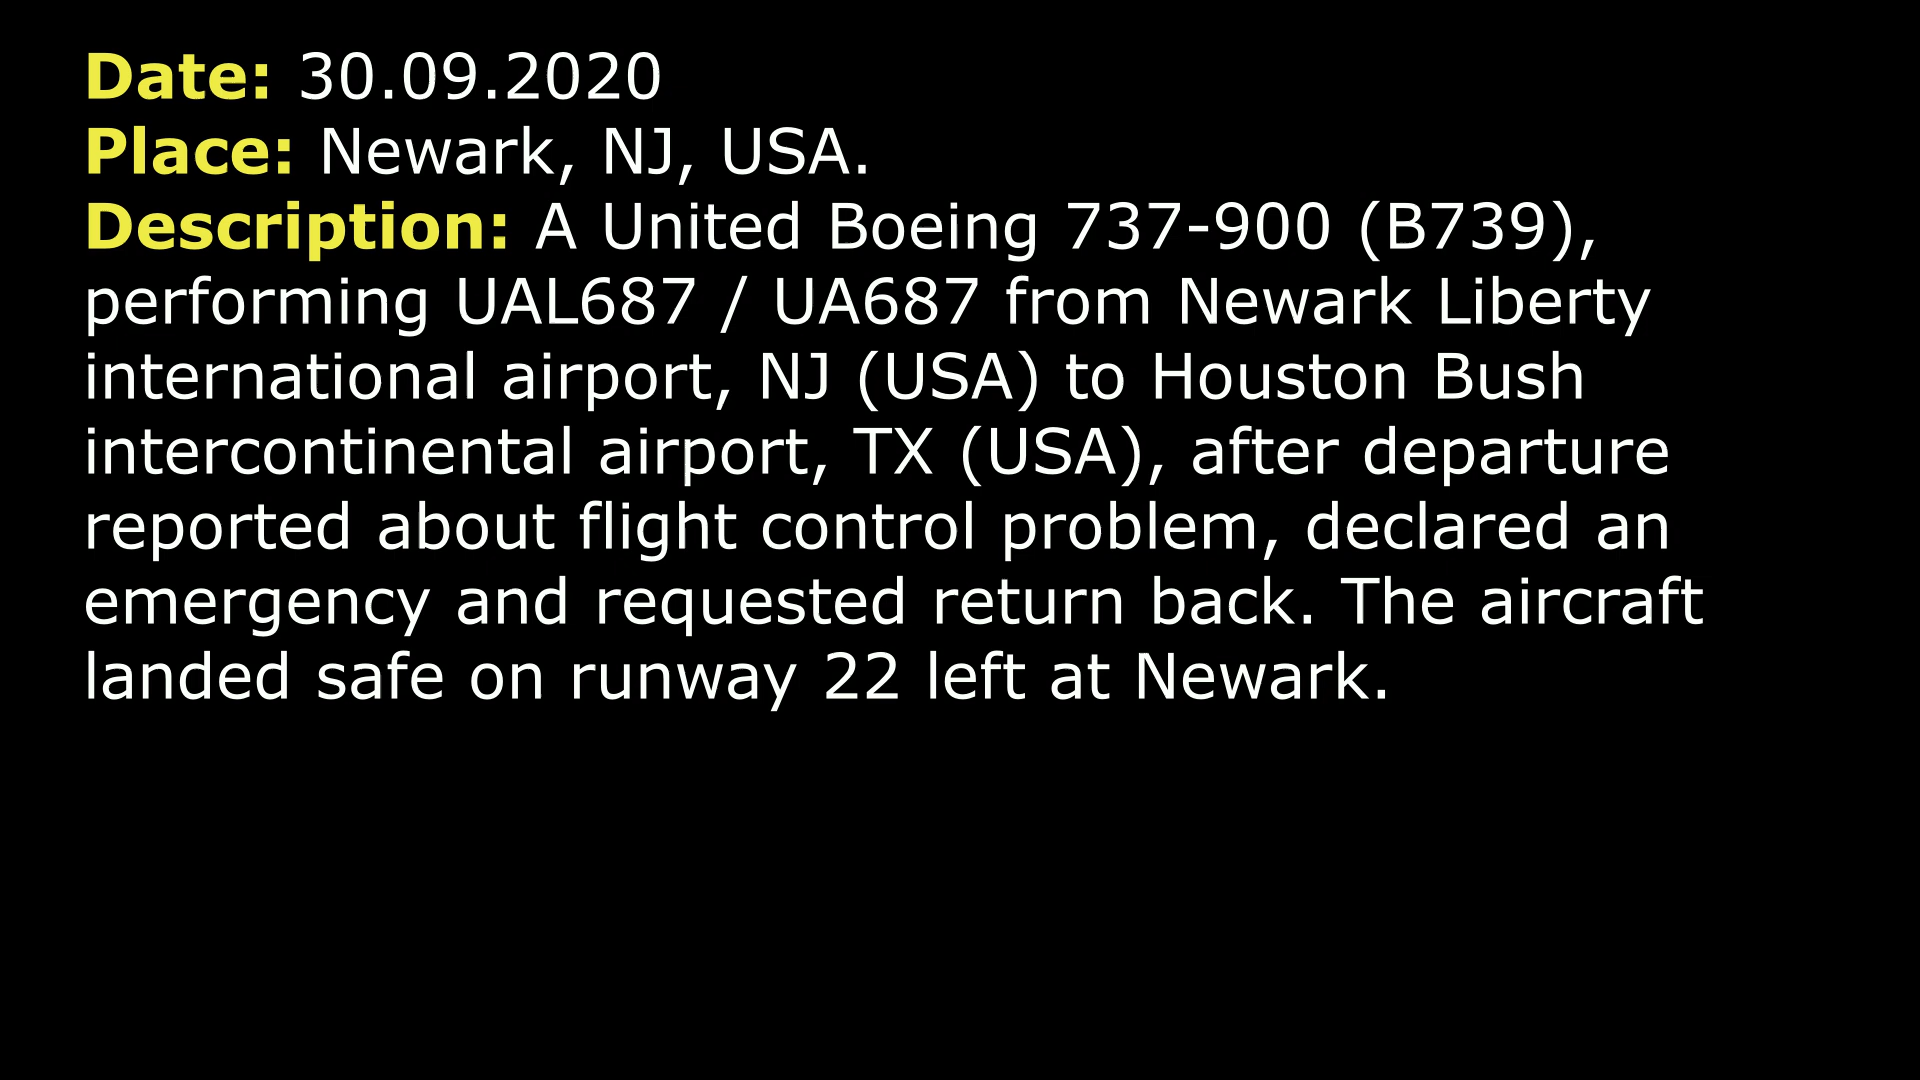 Date: 30.09.2020
Place: Newark, NJ, USA.
Description: A United Boeing 737-900 (B739),
performing UAL687 / UA687 from Newark Liberty
international airport, NJ (USA) to Houston Bush
intercontinental airport, TX (USA), after departure
reported about flight control problem, declared an
emergency and requested return back. The aircraft
landed safe on runway 22 left at Newark.